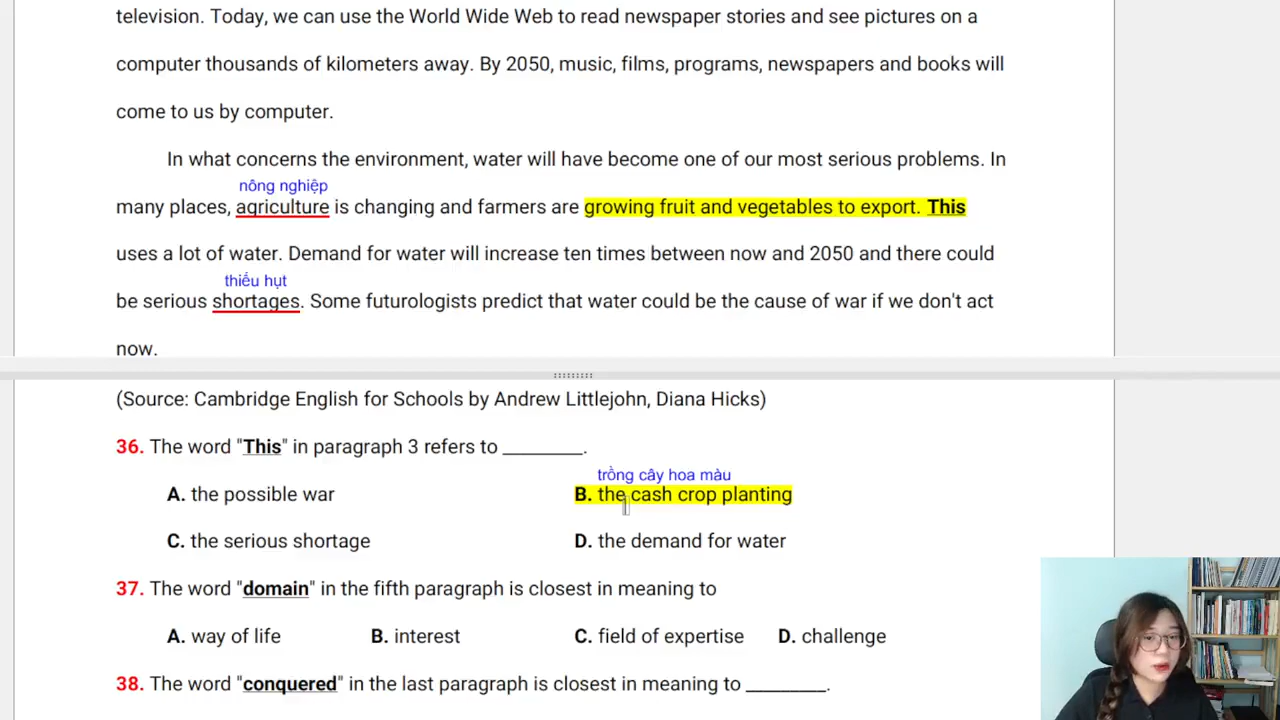 television. Today, we can use the World Wide Web to read newspaper stories and see pictures on a
computer thousands of kilometers away. By 2050, music, films, programs, newspapers and books will
come to us by computer.
In what concerns the environment, water will have become one of our most serious problems. In
nông nghiệp
many places, agriculture is changing and farmers are growing fruit and vegetables to export. This
uses a lot of water. Demand for water will increase ten times between now and 2050 and there could
thiếu hụt
be serious shortages. Some futurologists predict that water could be the cause of war if we don't act
now.
(Source: Cambridge English for Schools by Andrew Littlejohn, Diana Hicks)
36. The word "This" in paragraph 3 refers to ________.
trồng cây hoa màu
A. the possible war B. the cash crop planting
C. the serious shortage D. the demand for water
37. The word "domain" in the fifth paragraph is closest in meaning to
A. way of life B. interest C. field of expertise D. challenge
38. The word "conquered" in the last paragraph is closest in meaning to ________.